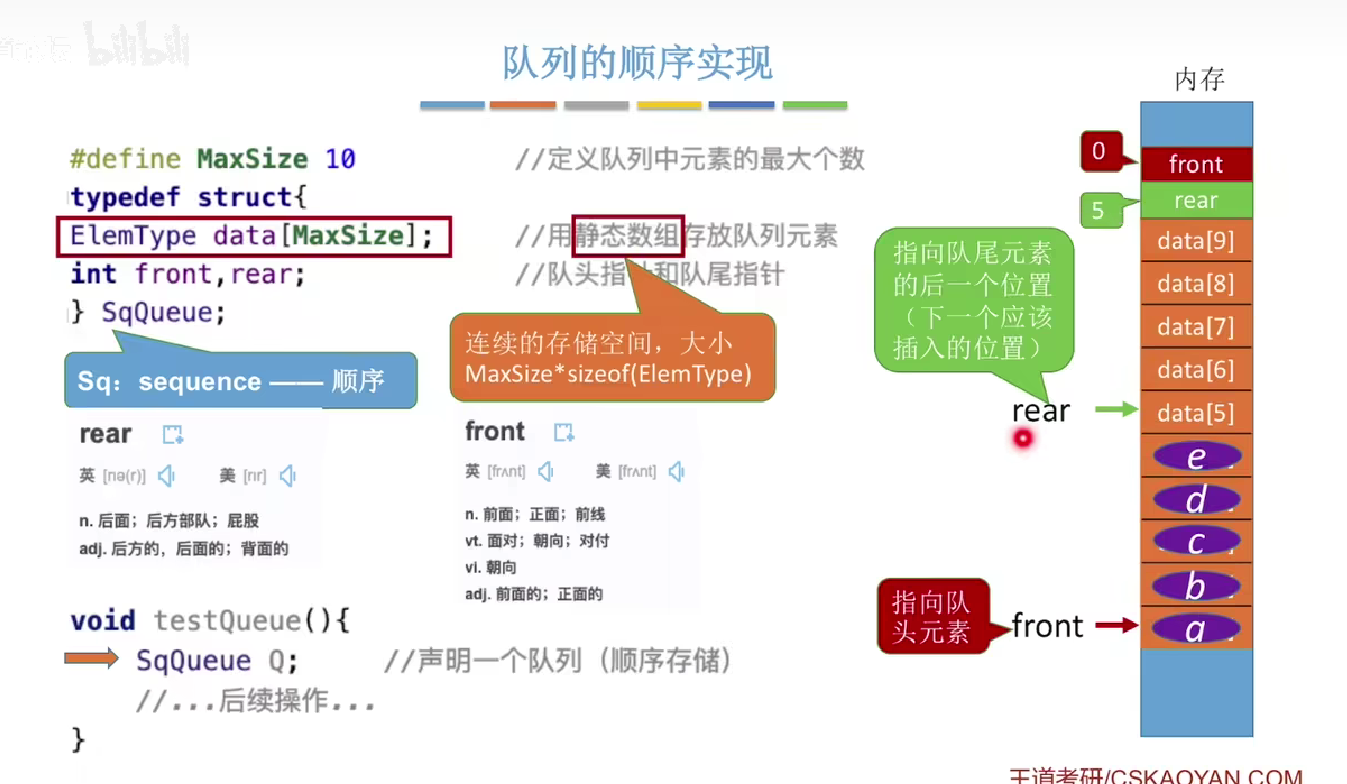 bilibili
队列的顺序实现
#define MaxSize 10 //定义队列中元素的最大个数
typedef struct{
ElemType data[MaxSize]; //用静态数组存放队列元素
int front,rear; //队头指针和队尾指针
} SqQueue;
Sq：sequence —— 顺序
连续的存储空间，大小
MaxSize*sizeof(ElemType)
rear
英 [rɪə(r)] 美 [rɪr]
n. 后面；后方部队；屁股
adj. 后方的，后面的；背面的
front
英 [frʌnt] 美 [frʌnt]
n. 前面；正面；前线
vt. 面对；朝向；对付
vi. 朝向
adj. 前面的；正面的
void testQueue(){
SqQueue Q; //声明一个队列（顺序存储）
//...后续操作...
}
内存
0
front
5
rear
data[9]
data[8]
data[7]
data[6]
data[5]
e
d
c
b
a
指向队尾元素
的后一个位置
（下一个应该
插入的位置）
rear
指向队
头元素
front
王道考研/CSKAOYAN.COM